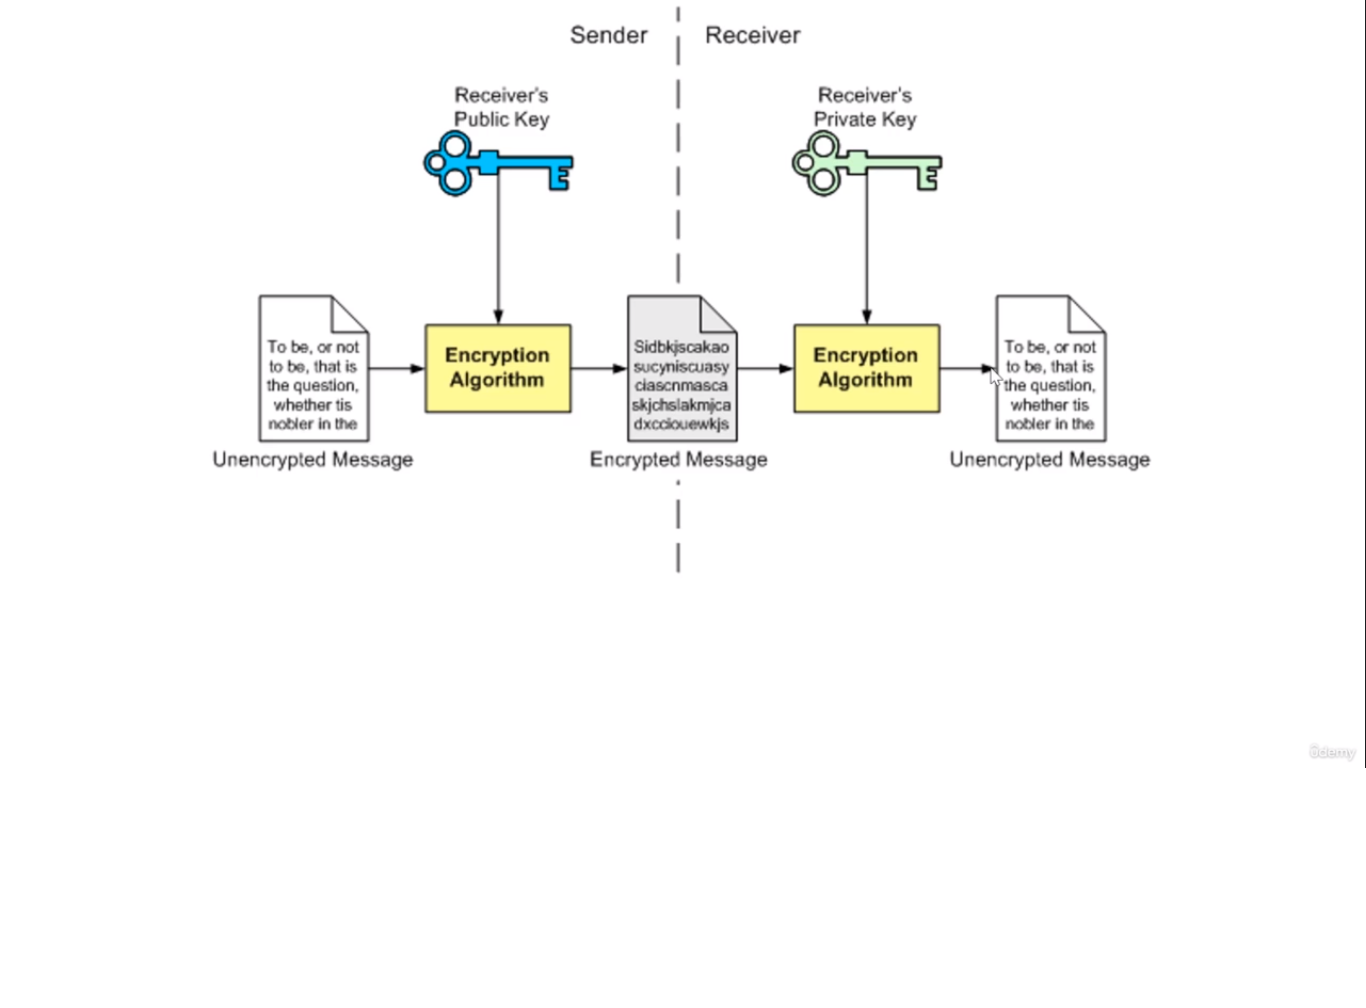 Sender
Receiver
Receiver's
Public Key
Receiver's
Private Key
To be, or not
to be, that is
the question,
whether tis
nobler in the
Unencrypted Message
Encryption
Algorithm
Sidbkjscakao
sucyniscuasy
ciascnmasca
skjchslakmjca
dxcciouewkjs
Encrypted Message
Encryption
Algorithm
To be, or not
to be, that is
the question,
whether tis
nobler in the
Unencrypted Message
ûdemy